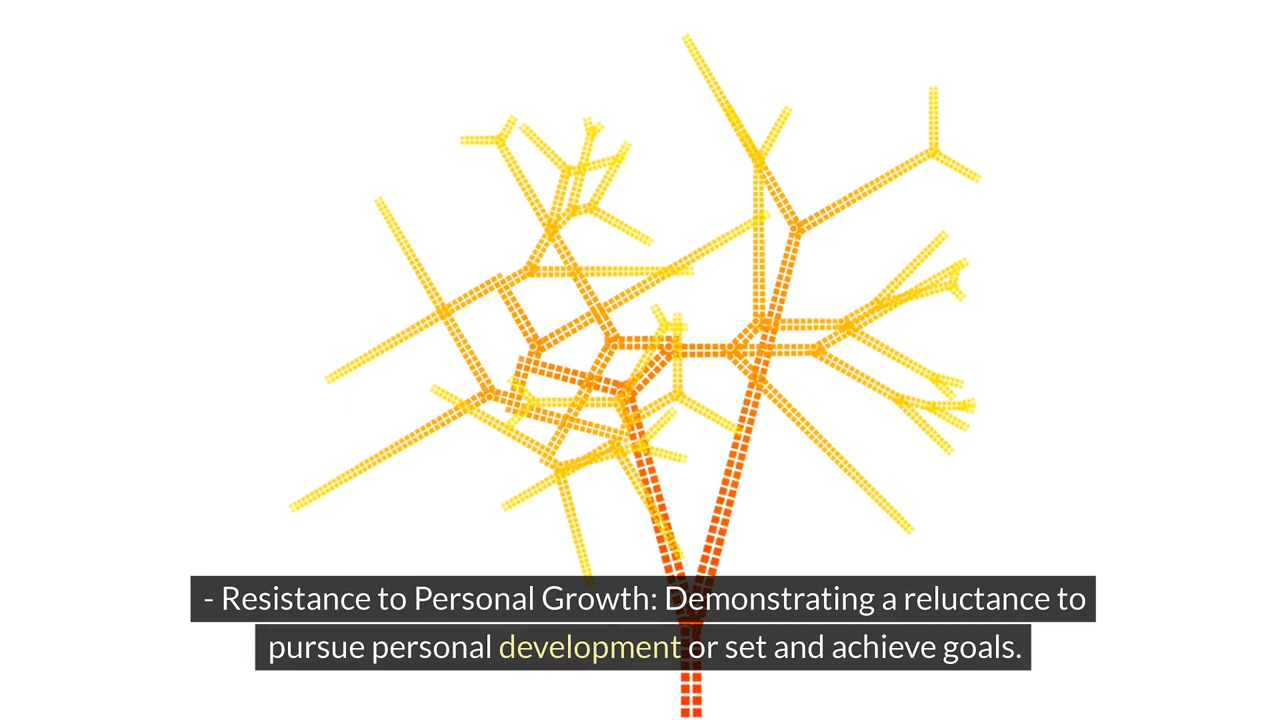 - Resistance to Personal Growth: Demonstrating a reluctance to
pursue personal development or set and achieve goals.